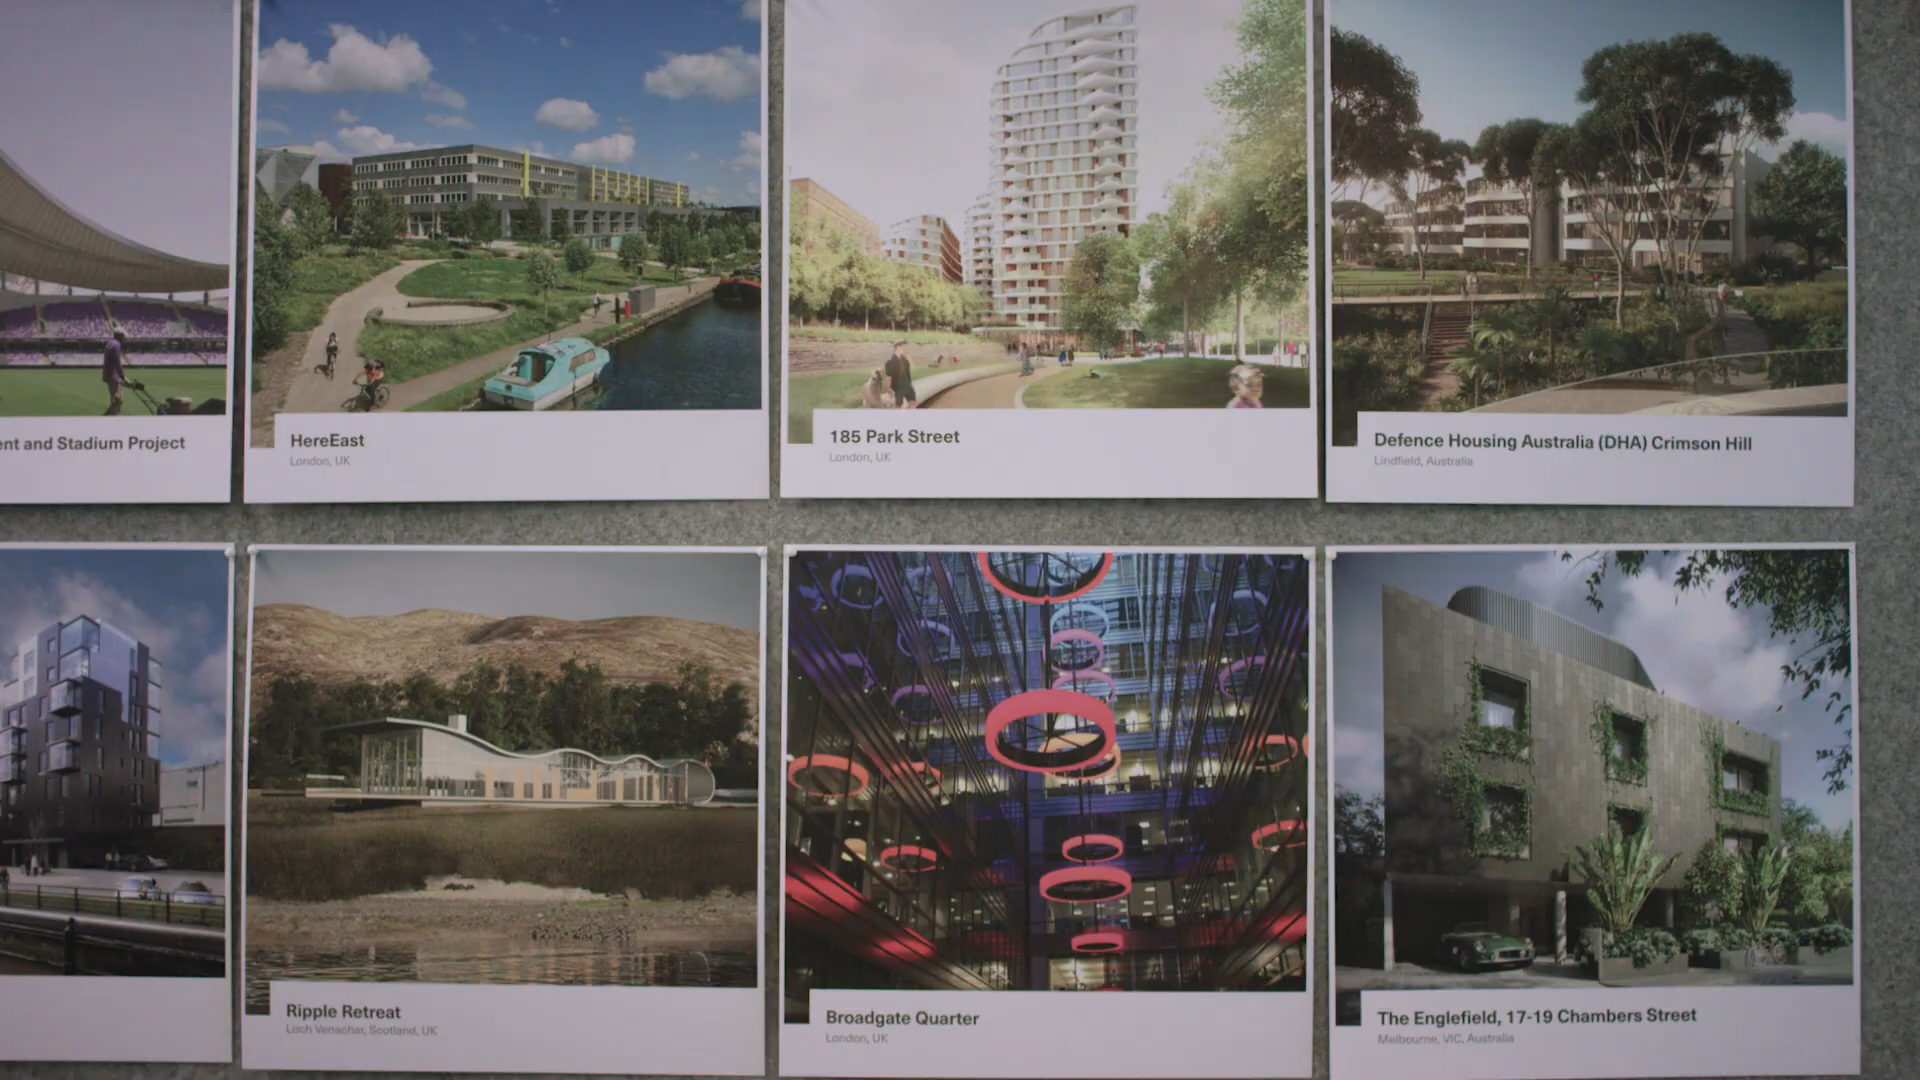 ent and Stadium Project
HereEast
London, UK
185 Park Street
London, UK
Defence Housing Australia (DHA) Crimson Hill
Lindfield, Australia
Ripple Retreat
Loch Venachar, Scotland, UK
Broadgate Quarter
London, UK
The Englefield, 17-19 Chambers Street
Melbourne, VIC, Australia